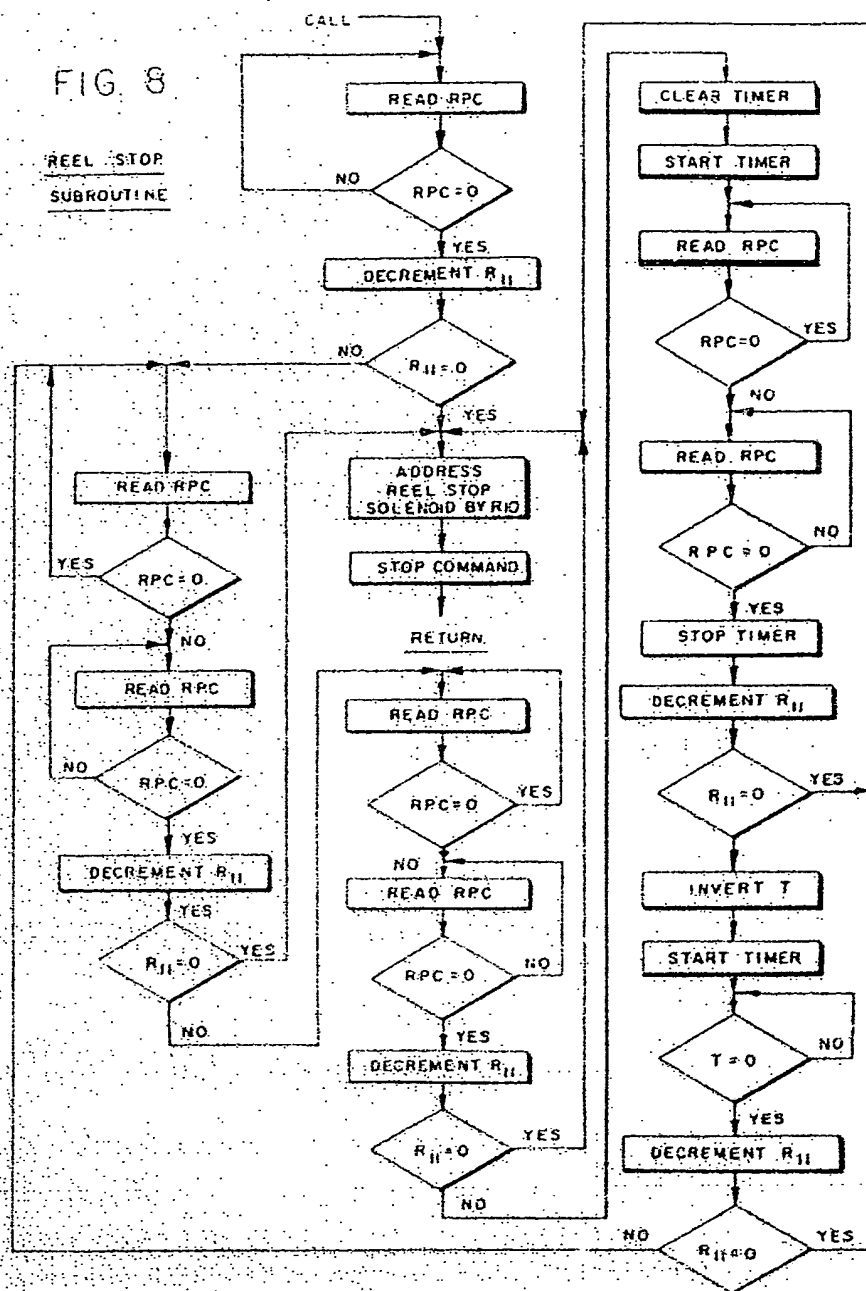 FIG. 8
REEL STOP
SUBROUTINE
CALL
READ RPC
RPC=0
NO
YES
DECREMENT R11
R11=0
NO
YES
ADDRESS
REEL STOP
SOLENOID BY R10
STOP COMMAND
RETURN
READ RPC
RPC=0
YES
NO
READ RPC
RPC=0
NO
YES
DECREMENT R11
YES
R11=0
YES
NO
READ RPC
RPC=0
YES
NO
READ RPC
RPC=0
NO
YES
DECREMENT R11
R11=0
YES
NO
CLEAR TIMER
START TIMER
READ RPC
RPC=0
YES
NO
READ RPC
RPC=0
NO
YES
STOP TIMER
DECREMENT R11
R11=0
YES
INVERT T
START TIMER
T=0
NO
YES
DECREMENT R11
R11=0
NO
YES